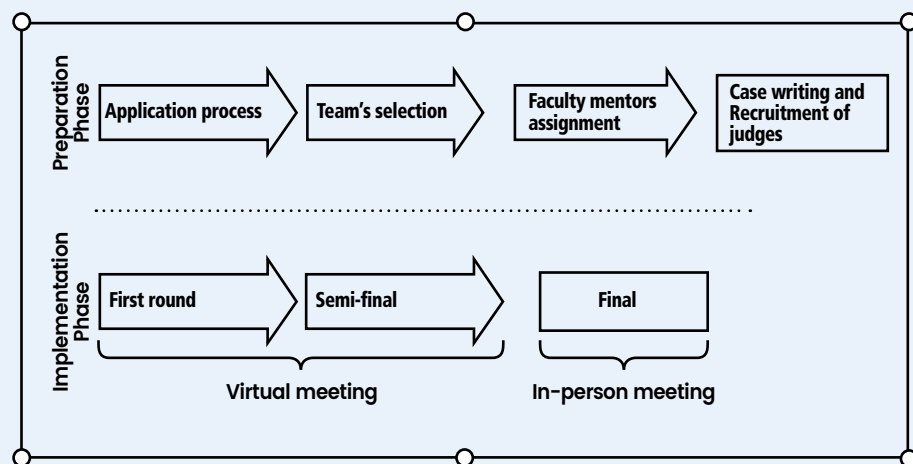 Preparation
Phase
Application process
Team's selection
Faculty mentors
assignment
Case writing and
Recruitment of
judges
Implementation
Phase
First round
Semi-final
Final
Virtual meeting
In-person meeting